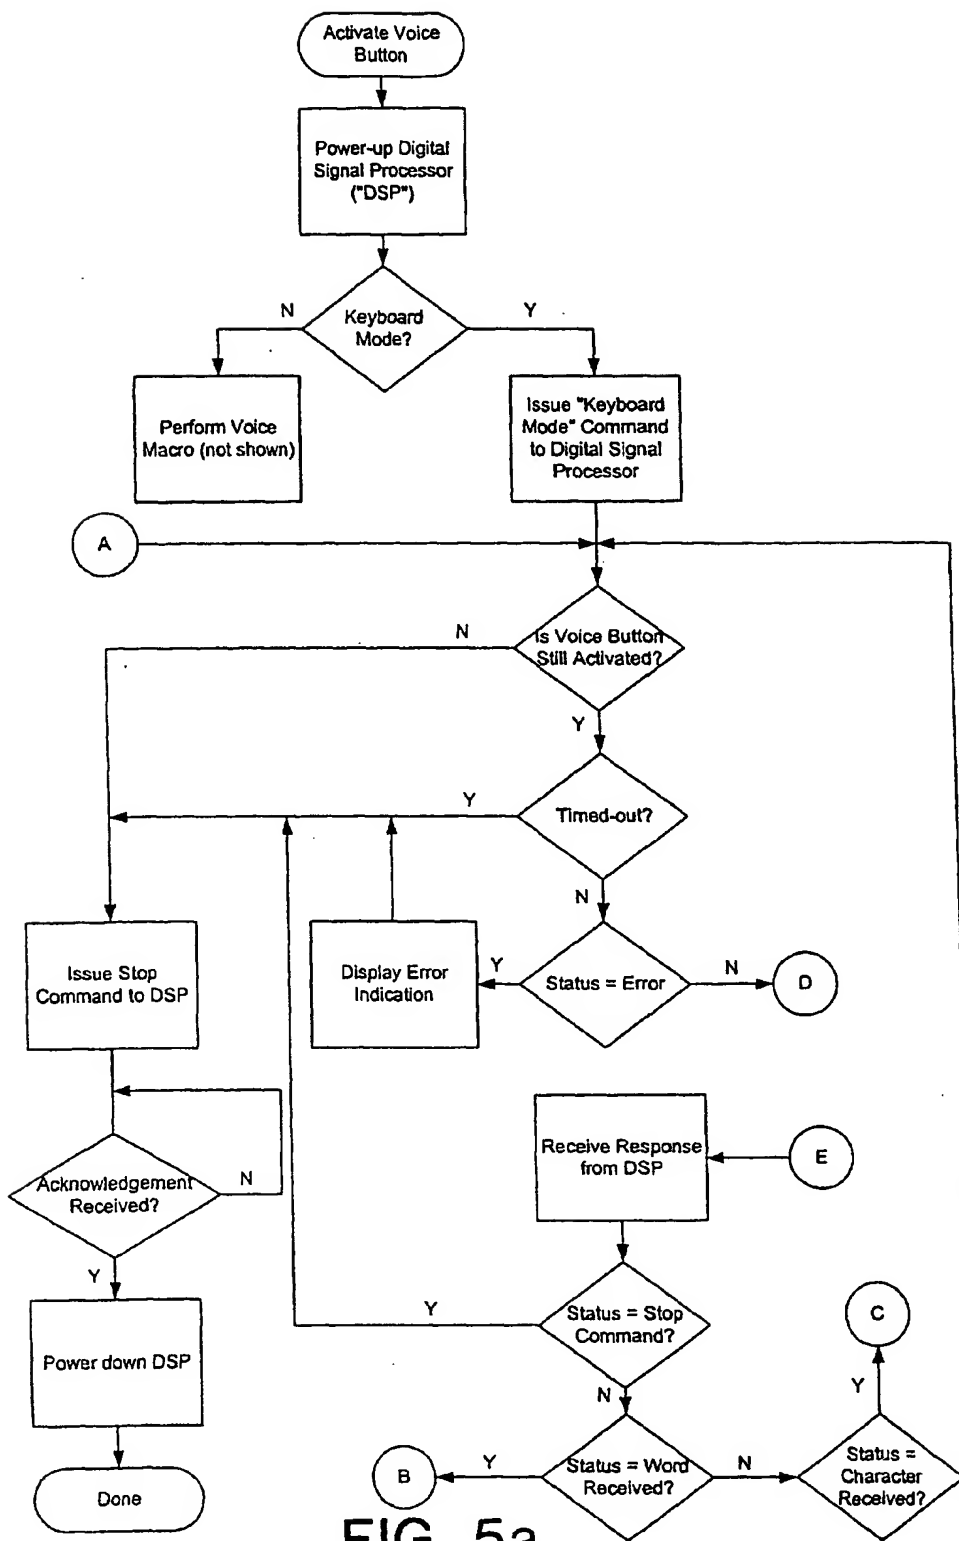 Activate Voice
Button
Power-up Digital
Signal Processor
("DSP")
N
Keyboard
Mode?
Y
Perform Voice
Macro (not shown)
Issue "Keyboard
Mode" Command
to Digital Signal
Processor
A
N
Is Voice Button
Still Activated?
Y
Y
Timed-out?
N
Issue Stop
Command to DSP
Display Error
Indication
Y
Status = Error
N
D
Receive Response
from DSP
E
Acknowledgement
Received?
N
Y
Y
Status = Stop
Command?
C
Power down DSP
N
Y
B
Y
Status = Word
Received?
N
Status =
Character
Received?
Done
FIG. 5a